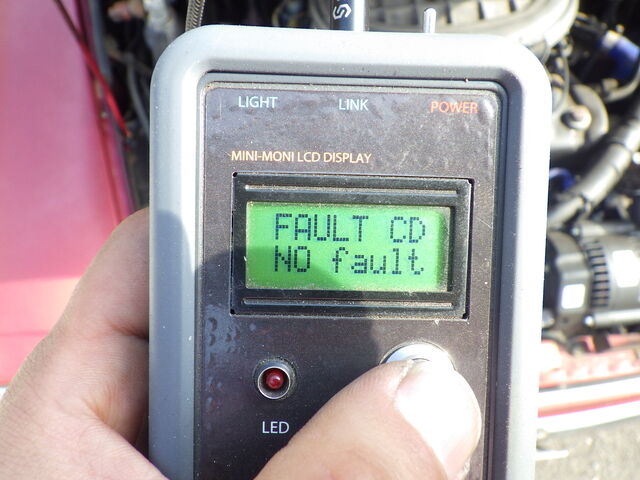 LIGHT LINK POWER
MINI-MONI LCD DISPLAY
FAULT CD
NO fault
LED